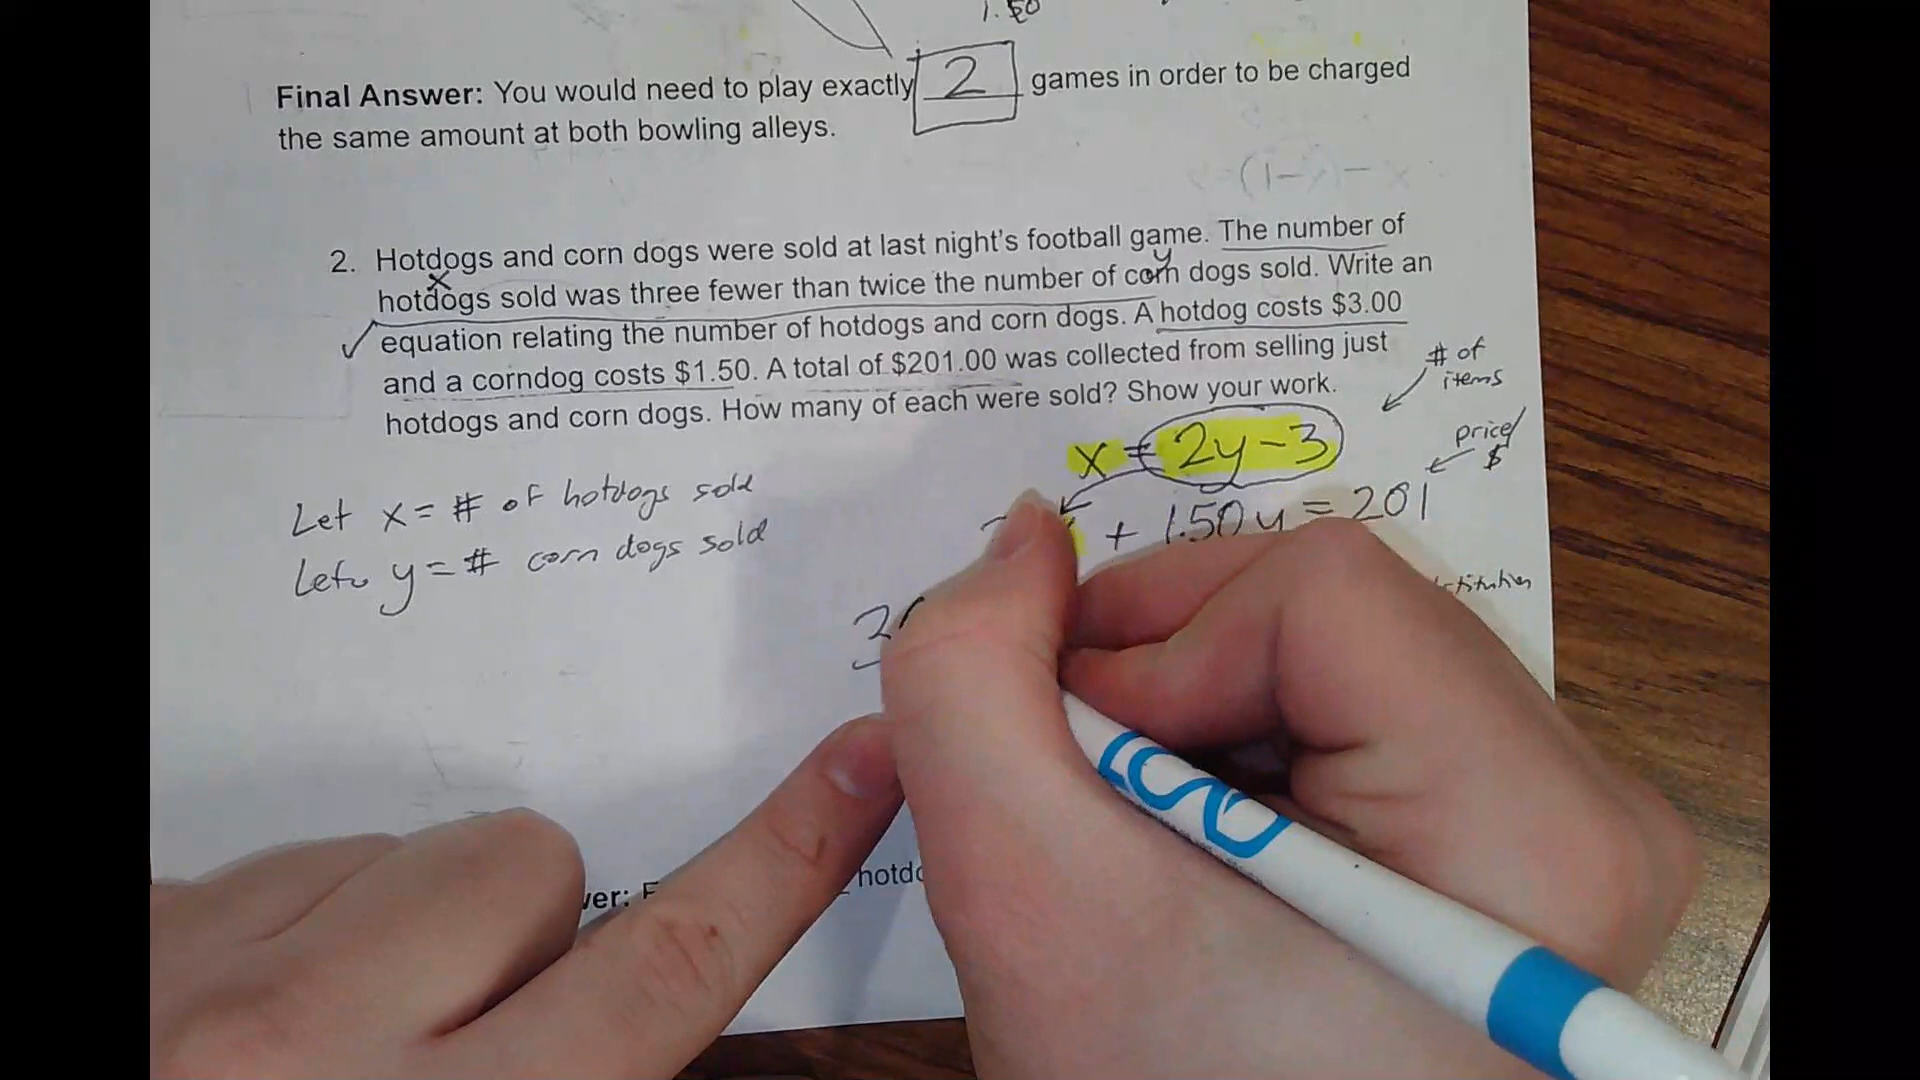 1.50
Final Answer: You would need to play exactly 2 games in order to be charged
the same amount at both bowling alleys.
2. Hotdogs and corn dogs were sold at last night's football game. The number of
x y
hotdogs sold was three fewer than twice the number of corn dogs sold. Write an
✓ equation relating the number of hotdogs and corn dogs. A hotdog costs $3.00
and a corndog costs $1.50. A total of $201.00 was collected from selling just
hotdogs and corn dogs. How many of each were sold? Show your work.
# of
items
x = 2y - 3
price/
$
Let x = # of hotdogs sold
+ 1.50y = 201
Let y = # corn dogs sold
3(
hotd